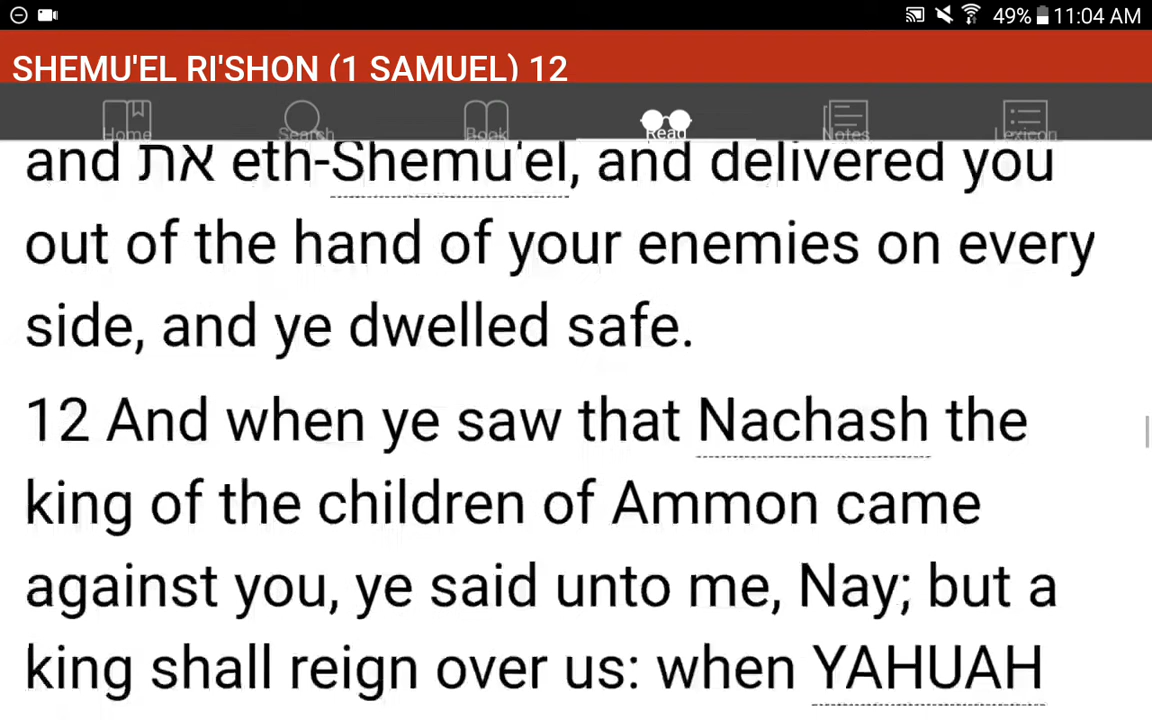 49% 11:04 AM
SHEMU'EL RI'SHON (1 SAMUEL) 12
Home Search Book Read Notes Lexicon
and את eth-Shemu'el, and delivered you
out of the hand of your enemies on every
side, and ye dwelled safe.
12 And when ye saw that Nachash the
king of the children of Ammon came
against you, ye said unto me, Nay; but a
king shall reign over us: when YAHUAH